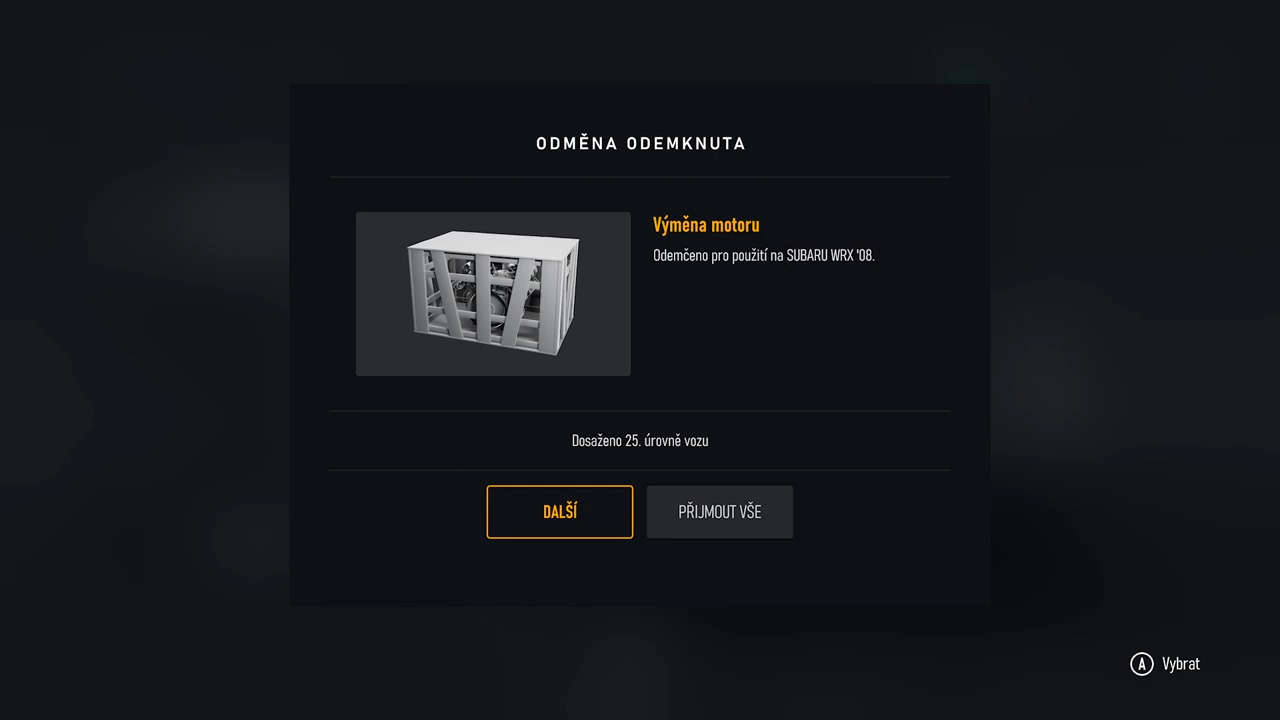 ODMĚNA ODEMKNUTA
Výměna motoru
Odemčeno pro použití na SUBARU WRX '08.
Dosaženo 25. úrovně vozu
DALŠÍ
PŘIJMOUT VŠE
A Vybrat